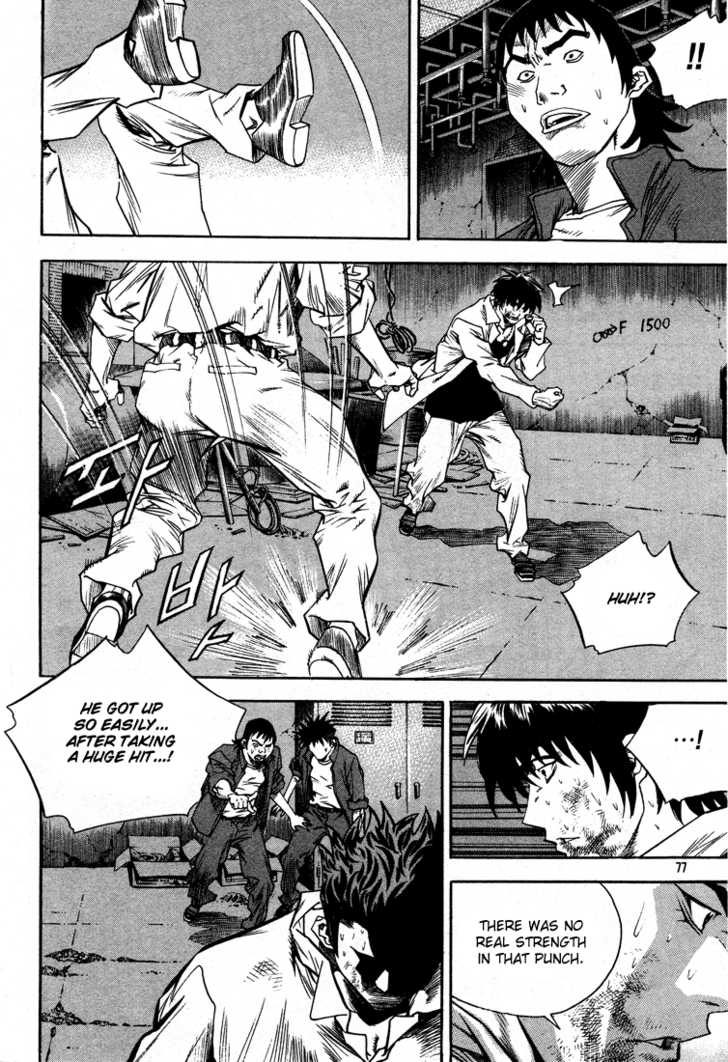 !!
F 1500
파
밧
HUH!?
HE GOT UP
SO EASILY...
AFTER TAKING
A HUGE HIT...!
...!
77
THERE WAS NO
REAL STRENGTH
IN THAT PUNCH.